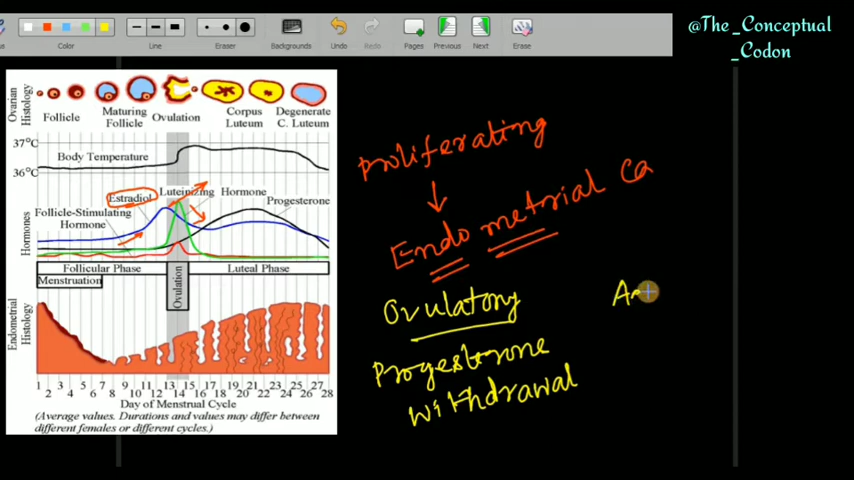 @The_Conceptual
_Codon
Color
Line
Eraser
Backgrounds
Undo
Redo
Pages
Previous
Next
Erase
Ovarian
Histology
Follicle
Maturing
Follicle
Ovulation
Corpus
Luteum
Degenerate
C. Luteum
37°C
Body Temperature
36°C
Hormones
Estradiol
Luteinizing
Hormone
Follicle-Stimulating
Hormone
Progesterone
Follicular Phase
Luteal Phase
Menstruation
Ovulation
Endometrial
Histology
1 2 3 4 5 6 7 8 9 10 11 12 13 14 15 16 17 18 19 20 21 22 23 24 25 26 27 28
Day of Menstrual Cycle
(Average values. Durations and values may differ between
different females or different cycles.)
Proliferating
Endometrial Ca
Ovulatory
Progesterone
Withdrawal